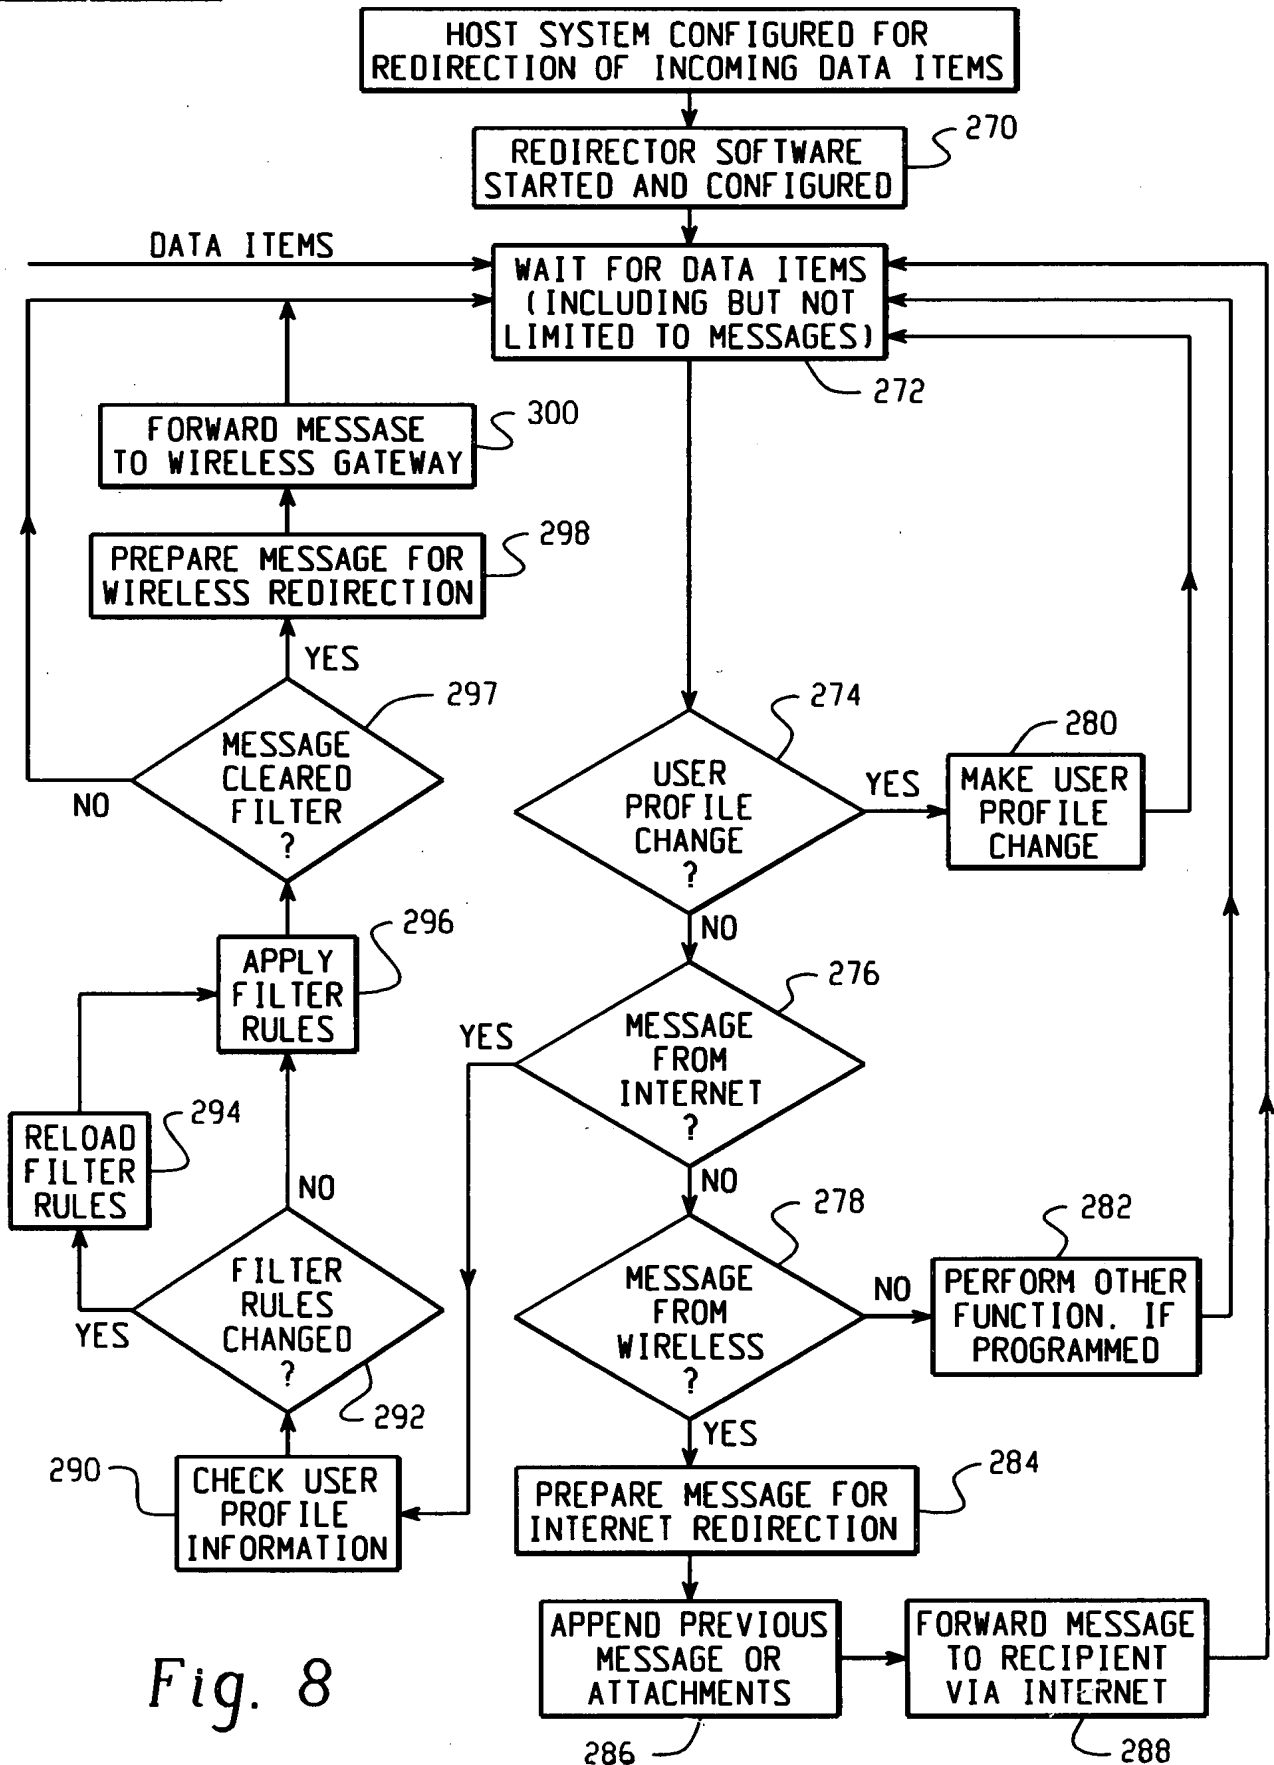 HOST SYSTEM CONFIGURED FOR
REDIRECTION OF INCOMING DATA ITEMS
270
REDIRECTOR SOFTWARE
STARTED AND CONFIGURED
DATA ITEMS
WAIT FOR DATA ITEMS
(INCLUDING BUT NOT
LIMITED TO MESSAGES)
272
300
FORWARD MESSASE
TO WIRELESS GATEWAY
298
PREPARE MESSAGE FOR
WIRELESS REDIRECTION
YES
297
MESSAGE
CLEARED
FILTER
?
NO
274
USER
PROFILE
CHANGE
?
YES
280
MAKE USER
PROFILE
CHANGE
NO
296
APPLY
FILTER
RULES
276
YES
MESSAGE
FROM
INTERNET
?
294
RELOAD
FILTER
RULES
NO
NO
278
282
FILTER
RULES
CHANGED
?
YES
292
MESSAGE
FROM
WIRELESS
?
NO
PERFORM OTHER
FUNCTION. IF
PROGRAMMED
YES
290
CHECK USER
PROFILE
INFORMATION
284
PREPARE MESSAGE FOR
INTERNET REDIRECTION
APPEND PREVIOUS
MESSAGE OR
ATTACHMENTS
286
FORWARD MESSAGE
TO RECIPIENT
VIA INTERNET
288
Fig. 8